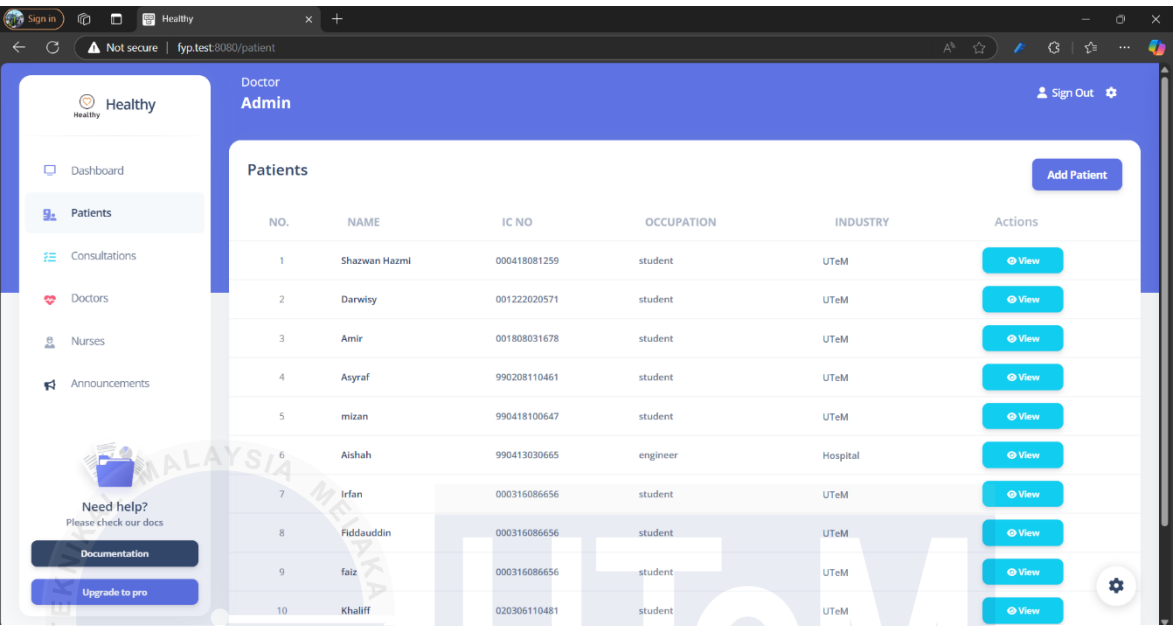 Sign in
Healthy
Not secure | fyp.test:8080/patient
Healthy
Healthy
Dashboard
Patients
Consultations
Doctors
Nurses
Announcements
Need help?
Please check our docs
Documentation
Upgrade to pro
Doctor
Admin
Sign Out
Patients
Add Patient
NO. NAME IC NO OCCUPATION INDUSTRY Actions
1 Shazwan Hazmi 000418081259 student UTeM View
2 Darwisy 001222020571 student UTeM View
3 Amir 001808031678 student UTeM View
4 Asyraf 990208110461 student UTeM View
5 mizan 990418100647 student UTeM View
6 Aishah 990413030665 engineer Hospital View
7 Irfan 000316086656 student UTeM View
8 Fiddauddin 000316086656 student UTeM View
9 faiz 000316086656 student UTeM View
10 Khaliff 020306110481 student UTeM View
TEKNIKAL MALAYSIA MELAKA
UTeM